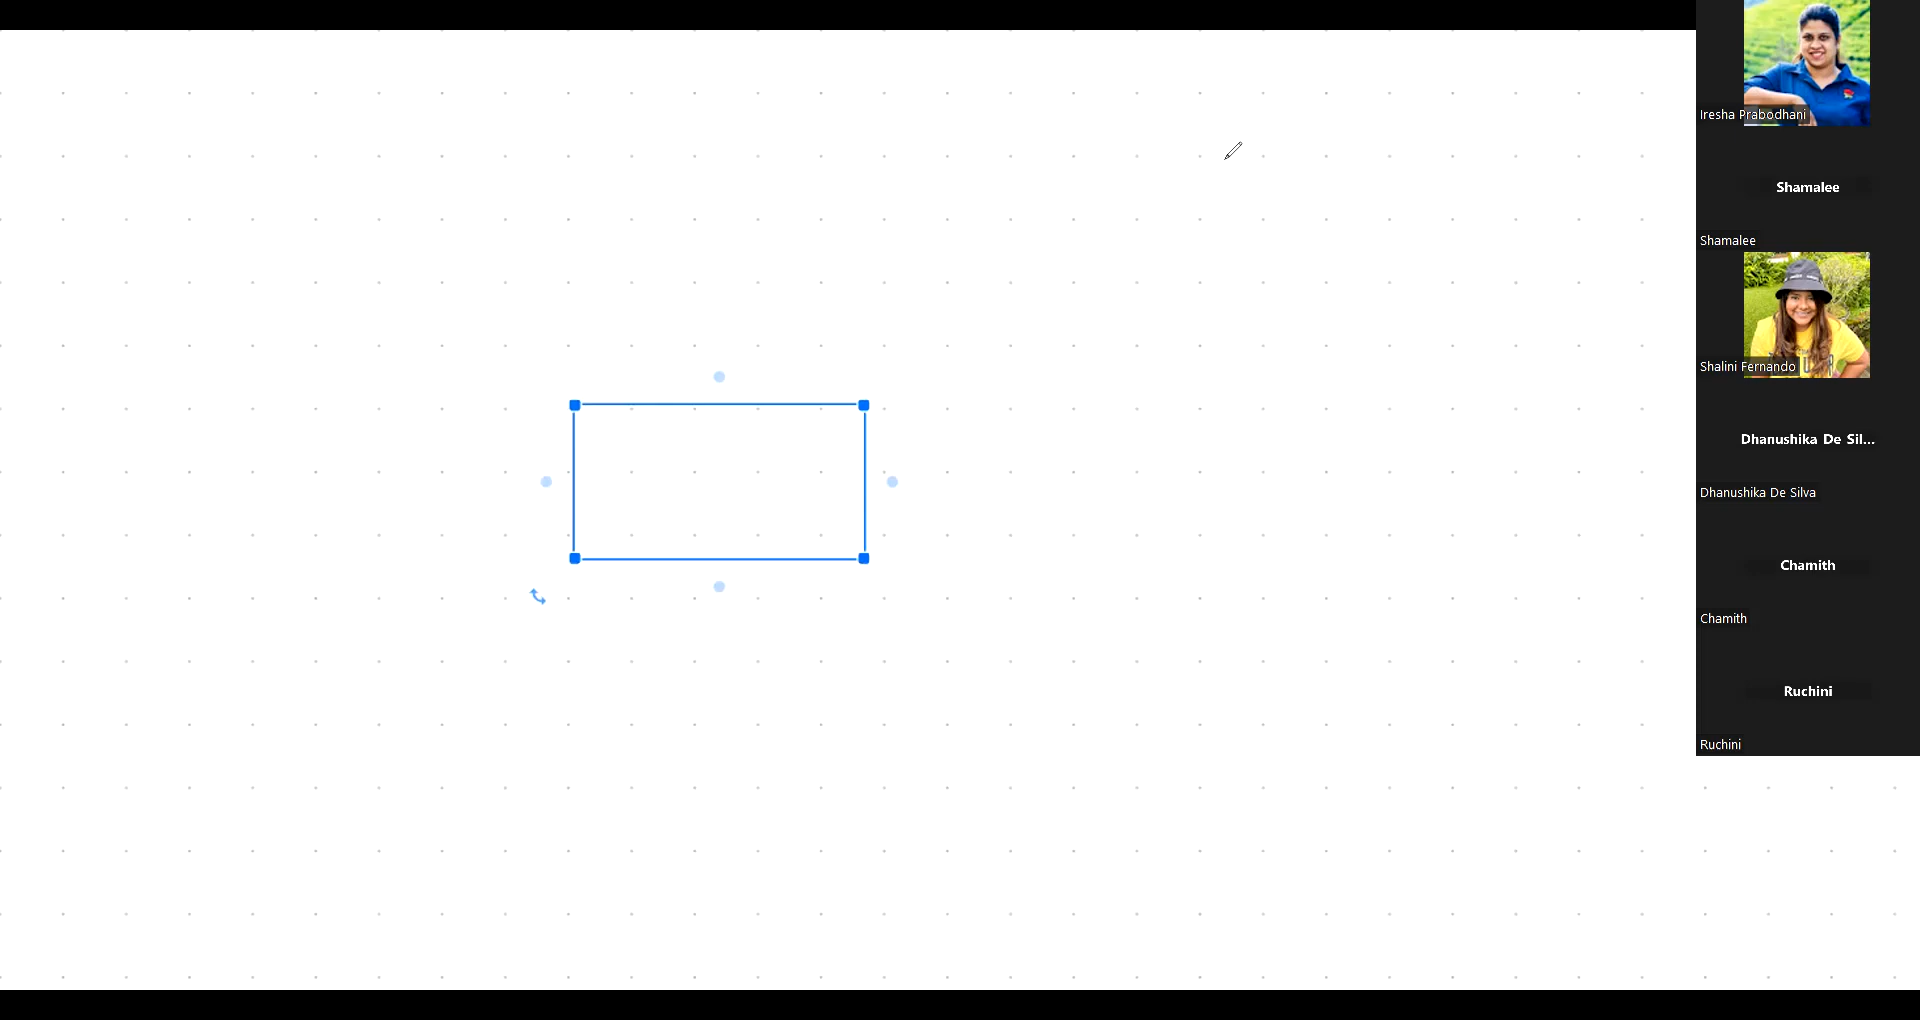 Iresha Prabodhani
Shamalee
Shamalee
Shalini Fernando
Dhanushika De Sil...
Dhanushika De Silva
Chamith
Chamith
Ruchini
Ruchini